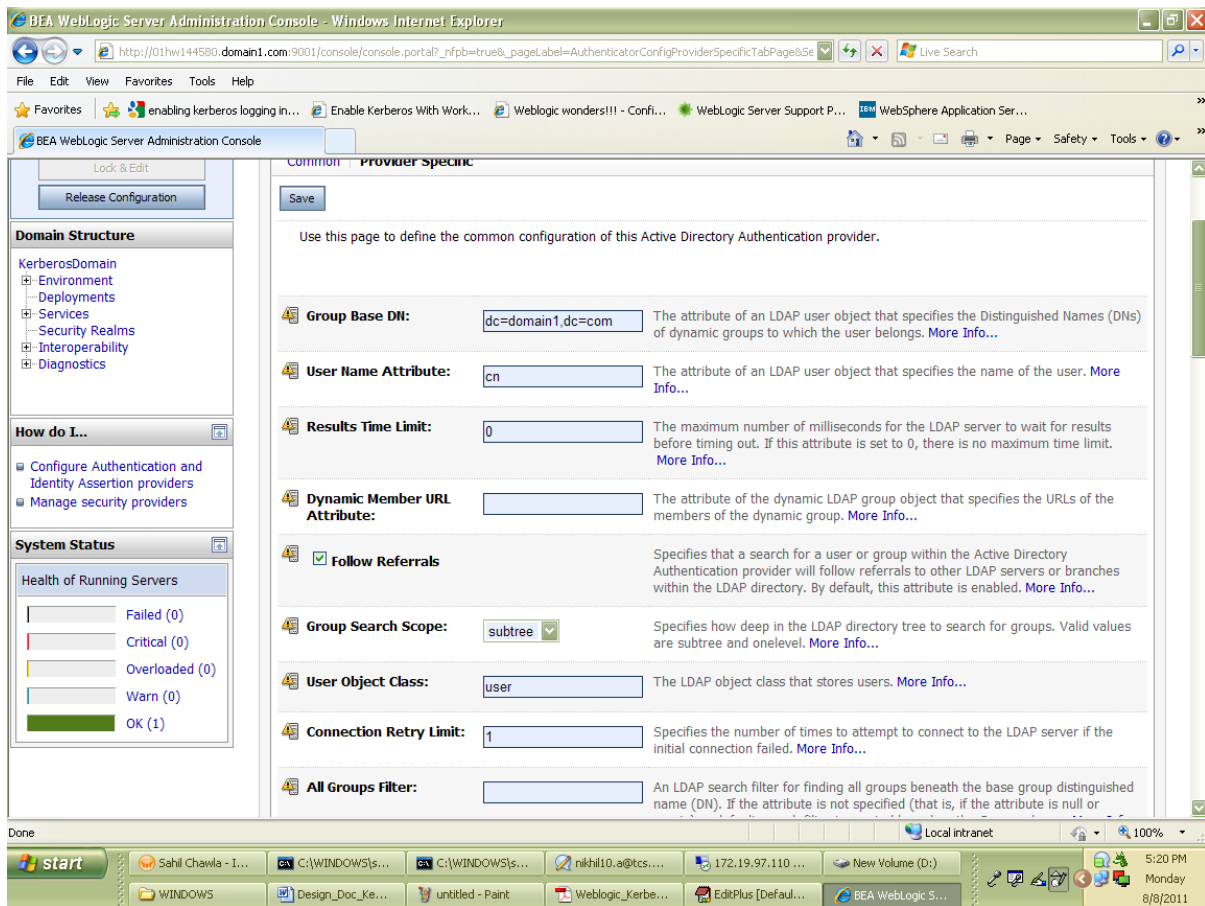 BEA WebLogic Server Administration Console - Windows Internet Explorer
http://01hw144580.domain1.com:9001/console/console.portal?_nfpb=true&_pageLabel=AuthenticatorConfigProviderSpecificTabPage&Se
Live Search
File Edit View Favorites Tools Help
Favorites enabling kerberos logging in... Enable Kerberos With Work... Weblogic wonders!!! - Confi... WebLogic Server Support P... IBM WebSphere Application Ser... »
BEA WebLogic Server Administration Console
Page Safety Tools »
Lock & Edit
Release Configuration
Domain Structure
KerberosDomain
Environment
Deployments
Services
Security Realms
Interoperability
Diagnostics
How do I...
Configure Authentication and
Identity Assertion providers
Manage security providers
System Status
Health of Running Servers
Failed (0)
Critical (0)
Overloaded (0)
Warn (0)
OK (1)
Common Provider Specific
Save
Use this page to define the common configuration of this Active Directory Authentication provider.
Group Base DN: dc=domain1,dc=com The attribute of an LDAP user object that specifies the Distinguished Names (DNs)
of dynamic groups to which the user belongs. More Info...
User Name Attribute: cn The attribute of an LDAP user object that specifies the name of the user. More
Info...
Results Time Limit: 0 The maximum number of milliseconds for the LDAP server to wait for results
before timing out. If this attribute is set to 0, there is no maximum time limit.
More Info...
Dynamic Member URL The attribute of the dynamic LDAP group object that specifies the URLs of the
Attribute: members of the dynamic group. More Info...
Follow Referrals Specifies that a search for a user or group within the Active Directory
Authentication provider will follow referrals to other LDAP servers or branches
within the LDAP directory. By default, this attribute is enabled. More Info...
Group Search Scope: subtree Specifies how deep in the LDAP directory tree to search for groups. Valid values
are subtree and onelevel. More Info...
User Object Class: user The LDAP object class that stores users. More Info...
Connection Retry Limit: 1 Specifies the number of times to attempt to connect to the LDAP server if the
initial connection failed. More Info...
All Groups Filter: An LDAP search filter for finding all groups beneath the base group distinguished
name (DN). If the attribute is not specified (that is, if the attribute is null or
Done Local intranet 100%
start Sahil Chawla - I... C:\WINDOWS\s... C:\WINDOWS\s... nikhil10.a@tcs.... 172.19.97.110 ... New Volume (D:) 5:20 PM
WINDOWS Design_Doc_Ke... untitled - Paint Weblogic_Kerbe... EditPlus [Defaul... BEA WebLogic S... Monday
8/8/2011